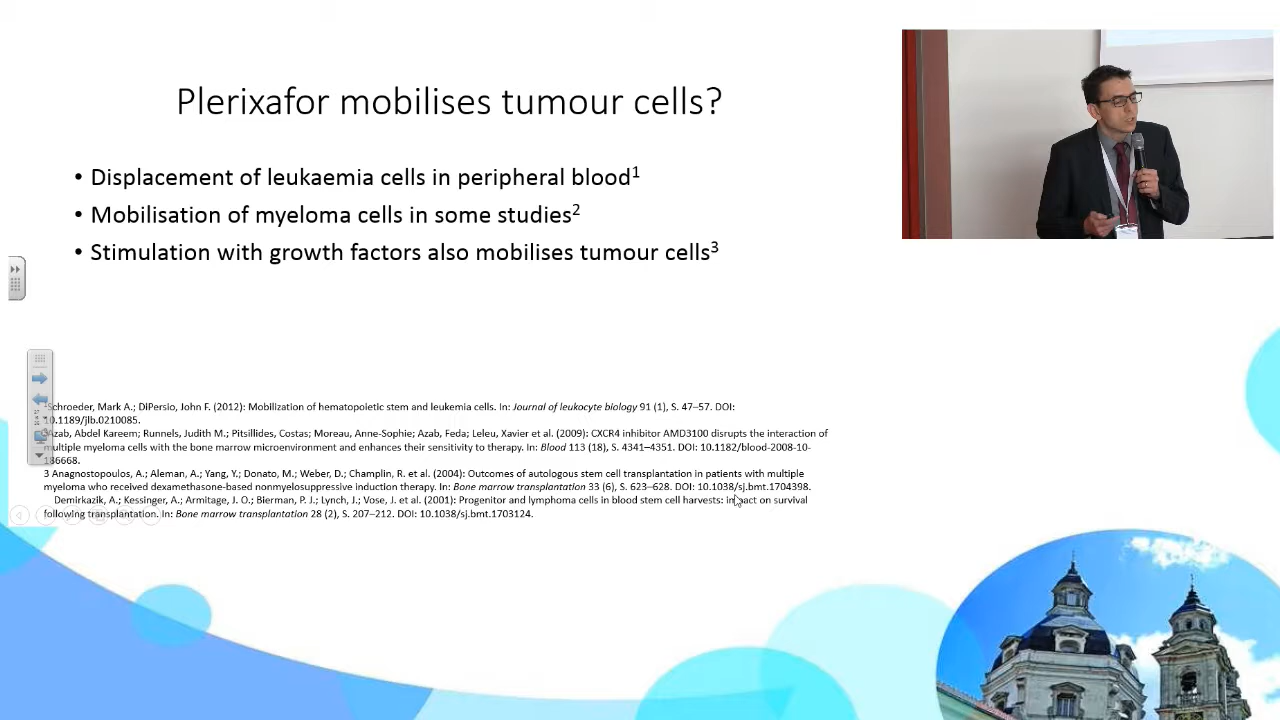 Plerixafor mobilises tumour cells?
• Displacement of leukaemia cells in peripheral blood1
• Mobilisation of myeloma cells in some studies2
• Stimulation with growth factors also mobilises tumour cells3
1Schroeder, Mark A.; DiPersio, John F. (2012): Mobilization of hematopoietic stem and leukemia cells. In: Journal of leukocyte biology 91 (1), S. 47–57. DOI:
10.1189/jlb.0210085.
Azab, Abdel Kareem; Runnels, Judith M.; Pitsillides, Costas; Moreau, Anne-Sophie; Azab, Feda; Leleu, Xavier et al. (2009): CXCR4 inhibitor AMD3100 disrupts the interaction of
multiple myeloma cells with the bone marrow microenvironment and enhances their sensitivity to therapy. In: Blood 113 (18), S. 4341–4351. DOI: 10.1182/blood-2008-10-
186668.
3 Anagnostopoulos, A.; Aleman, A.; Yang, Y.; Donato, M.; Weber, D.; Champlin, R. et al. (2004): Outcomes of autologous stem cell transplantation in patients with multiple
myeloma who received dexamethasone-based nonmyelosuppressive induction therapy. In: Bone marrow transplantation 33 (6), S. 623–628. DOI: 10.1038/sj.bmt.1704398.
Demirkazik, A.; Kessinger, A.; Armitage, J. O.; Bierman, P. J.; Lynch, J.; Vose, J. et al. (2001): Progenitor and lymphoma cells in blood stem cell harvests: impact on survival
following transplantation. In: Bone marrow transplantation 28 (2), S. 207–212. DOI: 10.1038/sj.bmt.1703124.